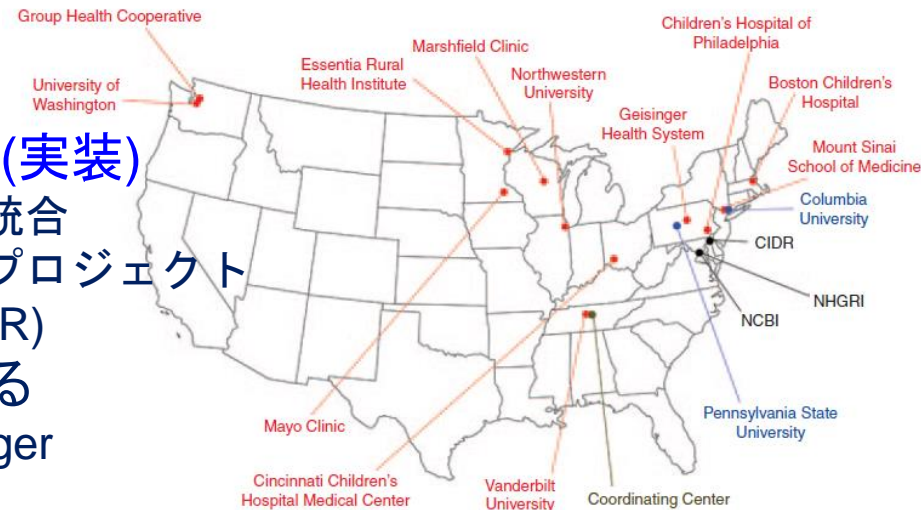 Group Health Cooperative
University of
Washington
Essentia Rural
Health Institute
Marshfield Clinic
Northwestern
University
Children's Hospital of
Philadelphia
Geisinger
Health System
Boston Children's
Hospital
Mount Sinai
School of Medicine
Columbia
University
CIDR
NHGRI
NCBI
Pennsylvania State
University
Mayo Clinic
Cincinnati Children's
Hospital Medical Center
Vanderbilt
University
Coordinating Center
(実装)
統合
プロジェクト
R)
る
ger